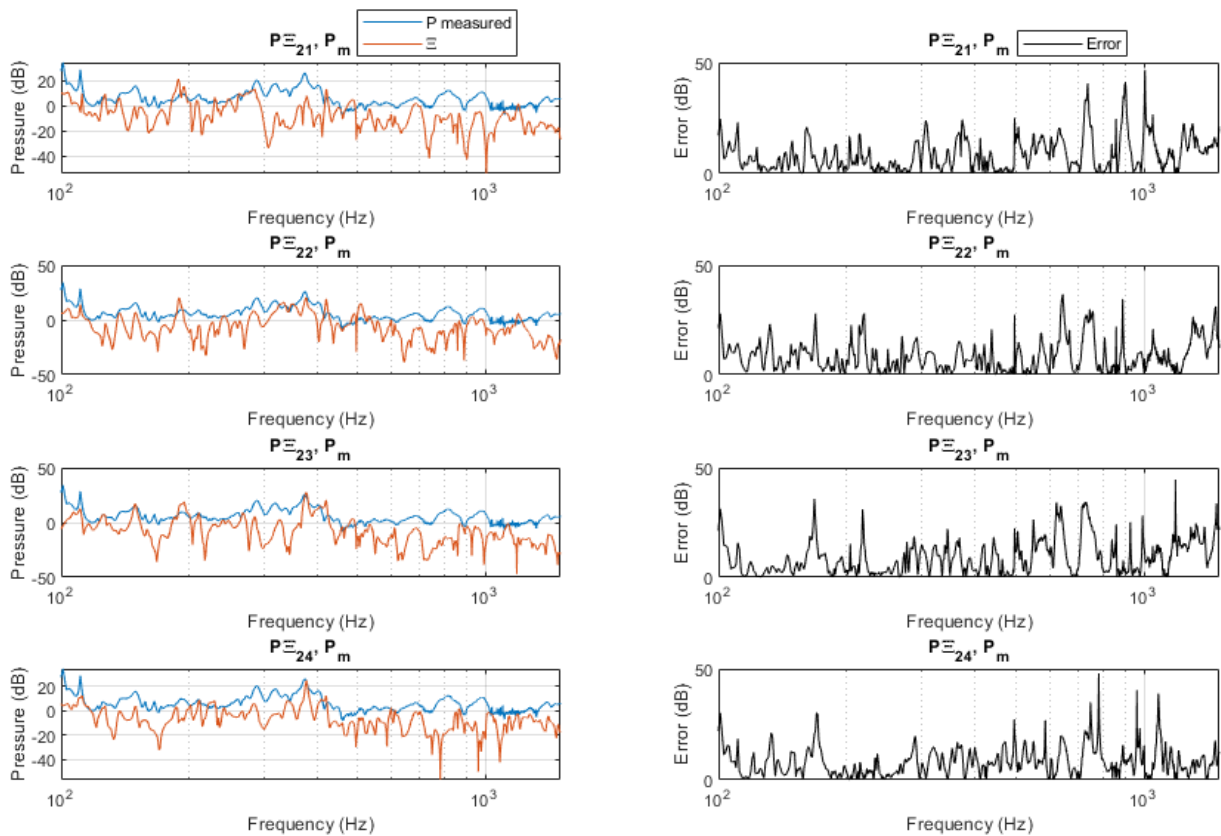 P measured
Ξ
PΞ21, Pm
Pressure (dB)
20
0
-20
-40
10^2
10^3
Frequency (Hz)
Error
PΞ21, Pm
Error (dB)
50
0
10^2
10^3
Frequency (Hz)
PΞ22, Pm
Pressure (dB)
50
0
-50
10^2
10^3
Frequency (Hz)
PΞ22, Pm
Error (dB)
50
0
10^2
10^3
Frequency (Hz)
PΞ23, Pm
Pressure (dB)
50
0
-50
10^2
10^3
Frequency (Hz)
PΞ23, Pm
Error (dB)
50
0
10^2
10^3
Frequency (Hz)
PΞ24, Pm
Pressure (dB)
20
0
-20
-40
10^2
10^3
Frequency (Hz)
PΞ24, Pm
Error (dB)
50
0
10^2
10^3
Frequency (Hz)